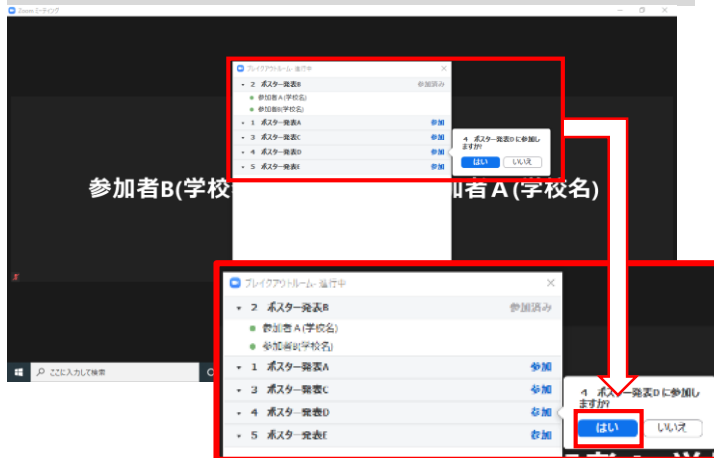 Zoom ミーティング
ブレイクアウトルーム- 進行中
2 ポスター発表B 参加済み
参加者A(学校名)
参加者B(学校名)
1 ポスター発表A 参加
3 ポスター発表C 参加
4 ポスター発表D 参加
5 ポスター発表E 参加
4 ポスター発表Dに参加し
ますか?
はい いいえ
参加者B(学校
加者A(学校名)
ここに入力して検索
ブレイクアウトルーム- 進行中
2 ポスター発表B 参加済み
参加者A(学校名)
参加者B(学校名)
1 ポスター発表A 参加
3 ポスター発表C 参加
4 ポスター発表D 参加
5 ポスター発表E 参加
4 ポスター発表Dに参加し
ますか?
はい いいえ